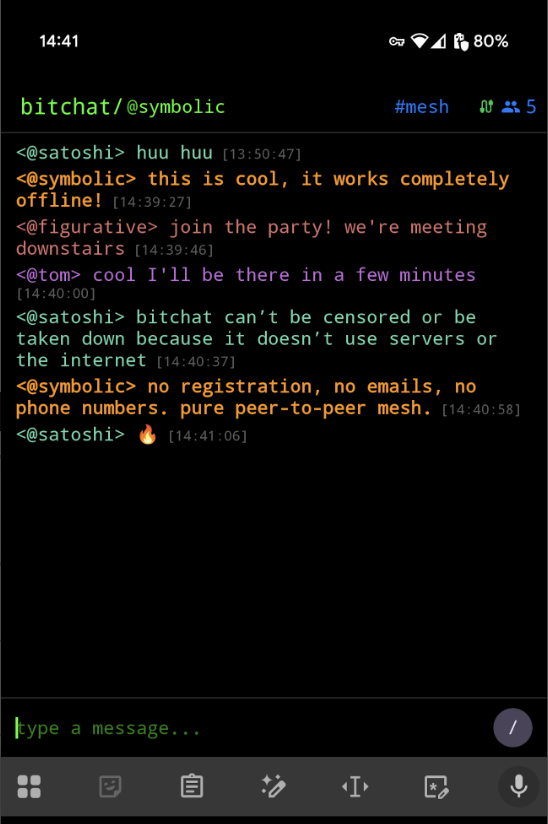 14:41 80%
bitchat/@symbolic #mesh 5
<@satoshi> huu huu [13:50:47]
<@symbolic> this is cool, it works completely
offline! [14:39:27]
<@figurative> join the party! we're meeting
downstairs [14:39:46]
<@tom> cool I'll be there in a few minutes
[14:40:00]
<@satoshi> bitchat can’t be censored or be
taken down because it doesn’t use servers or
the internet [14:40:37]
<@symbolic> no registration, no emails, no
phone numbers. pure peer-to-peer mesh. [14:40:58]
<@satoshi> 🔥 [14:41:06]
type a message... /